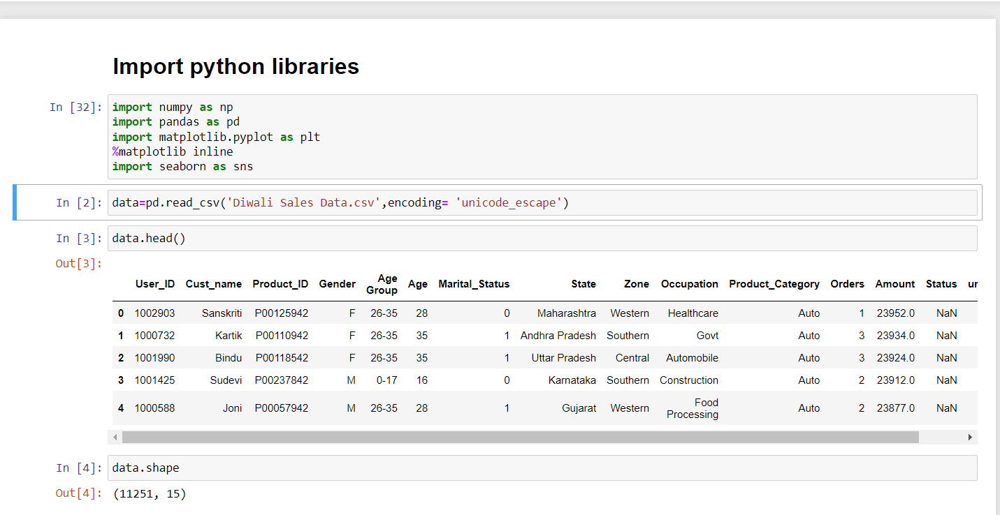 Import python libraries
In [32]: import numpy as np
import pandas as pd
import matplotlib.pyplot as plt
%matplotlib inline
import seaborn as sns
In [2]: data=pd.read_csv('Diwali Sales Data.csv',encoding= 'unicode_escape')
In [3]: data.head()
Out[3]:
User_ID Cust_name Product_ID Gender Age Group Age Marital_Status State Zone Occupation Product_Category Orders Amount Status
0 1002903 Sanskriti P00125942 F 26-35 28 0 Maharashtra Western Healthcare Auto 1 23952.0 NaN
1 1000732 Kartik P00110942 F 26-35 35 1 Andhra Pradesh Southern Govt Auto 3 23934.0 NaN
2 1001990 Bindu P00118542 F 26-35 35 1 Uttar Pradesh Central Automobile Auto 3 23924.0 NaN
3 1001425 Sudevi P00237842 M 0-17 16 0 Karnataka Southern Construction Auto 2 23912.0 NaN
4 1000588 Joni P00057942 M 26-35 28 1 Gujarat Western Food Processing Auto 2 23877.0 NaN
In [4]: data.shape
Out[4]: (11251, 15)